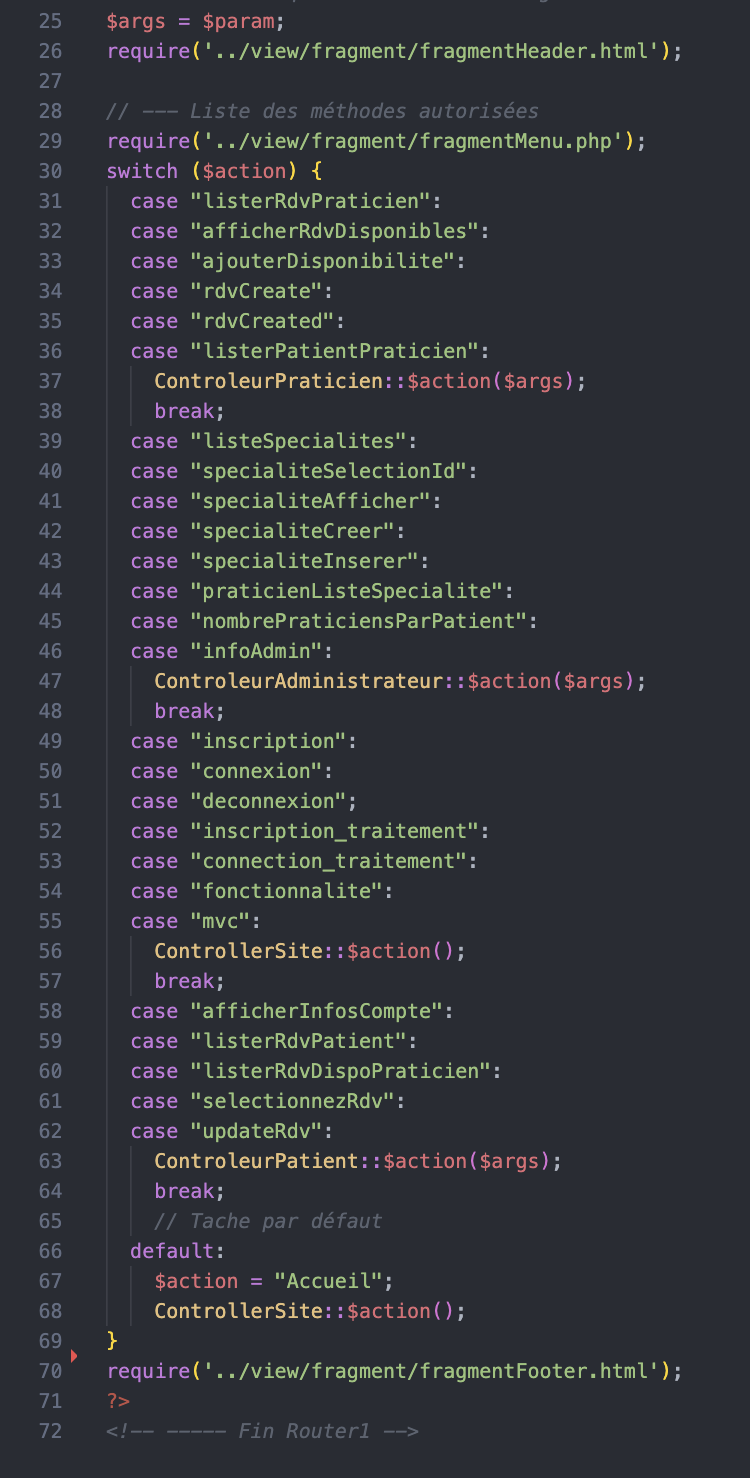 25 $args = $param;
26 require('../view/fragment/fragmentHeader.html');
27
28 // --- Liste des méthodes autorisées
29 require('../view/fragment/fragmentMenu.php');
30 switch ($action) {
31 case "listerRdvPraticien":
32 case "afficherRdvDisponibles":
33 case "ajouterDisponibilite":
34 case "rdvCreate":
35 case "rdvCreated":
36 case "listerPatientPraticien":
37 ControleurPraticien::$action($args);
38 break;
39 case "listeSpecialites":
40 case "specialiteSelectionId":
41 case "specialiteAfficher":
42 case "specialiteCreer":
43 case "specialiteInserer":
44 case "praticienListeSpecialite":
45 case "nombrePraticiensParPatient":
46 case "infoAdmin":
47 ControleurAdministrateur::$action($args);
48 break;
49 case "inscription":
50 case "connexion":
51 case "deconnexion";
52 case "inscription_traitement":
53 case "connection_traitement":
54 case "fonctionnalite":
55 case "mvc":
56 ControllerSite::$action();
57 break;
58 case "afficherInfosCompte":
59 case "listerRdvPatient":
60 case "listerRdvDispoPraticien":
61 case "selectionnezRdv":
62 case "updateRdv":
63 ControleurPatient::$action($args);
64 break;
65 // Tache par défaut
66 default:
67 $action = "Accueil";
68 ControllerSite::$action();
69 }
70 require('../view/fragment/fragmentFooter.html');
71 ?>
72 <!-- ----- Fin Router1 -->